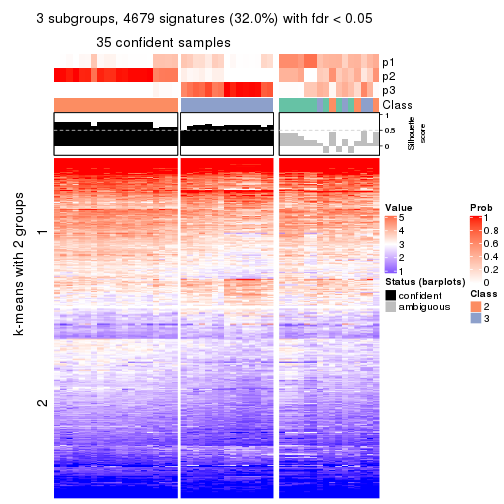 3 subgroups, 4679 signatures (32.0%) with fdr < 0.05
35 confident samples
p1
p2
p3
Class
1
0.5
0
Silhouette
score
k-means with 2 groups
1
2
Value
5
4
3
2
1
Status (barplots)
confident
ambiguous
Prob
1
0.8
0.6
0.4
0.2
0
Class
2
3